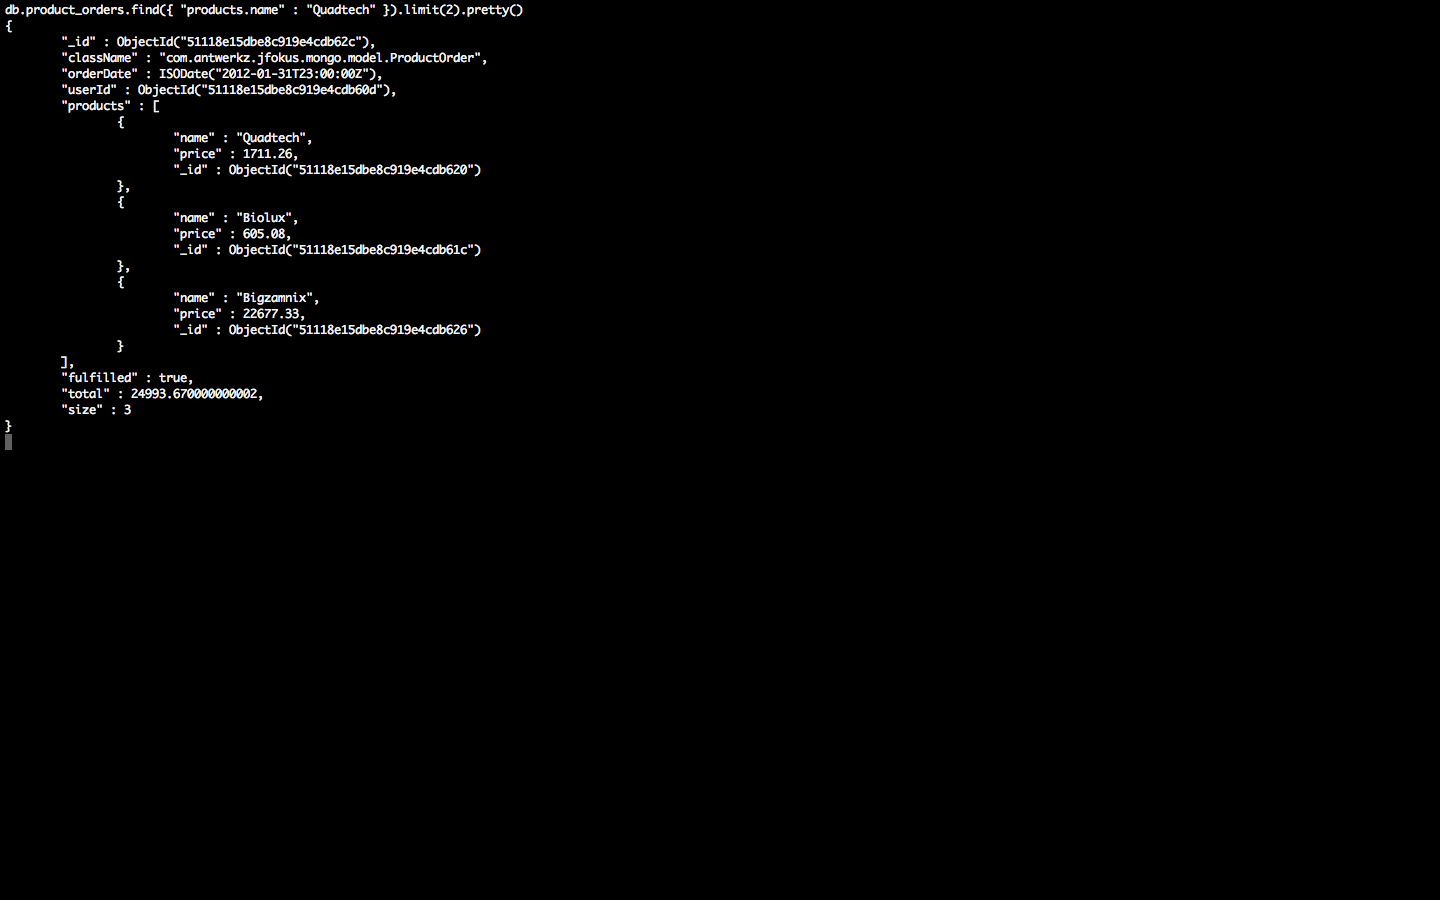 db.product_orders.find({ "products.name" : "Quadtech" }).limit(2).pretty()
{
"_id" : ObjectId("51118e15dbe8c919e4cdb62c"),
"className" : "com.antwerkz.jfokus.mongo.model.ProductOrder",
"orderDate" : ISODate("2012-01-31T23:00:00Z"),
"userId" : ObjectId("51118e15dbe8c919e4cdb60d"),
"products" : [
{
"name" : "Quadtech",
"price" : 1711.26,
"_id" : ObjectId("51118e15dbe8c919e4cdb620")
},
{
"name" : "Biolux",
"price" : 605.08,
"_id" : ObjectId("51118e15dbe8c919e4cdb61c")
},
{
"name" : "Bigzamnix",
"price" : 22677.33,
"_id" : ObjectId("51118e15dbe8c919e4cdb626")
}
],
"fulfilled" : true,
"total" : 24993.670000000002,
"size" : 3
}